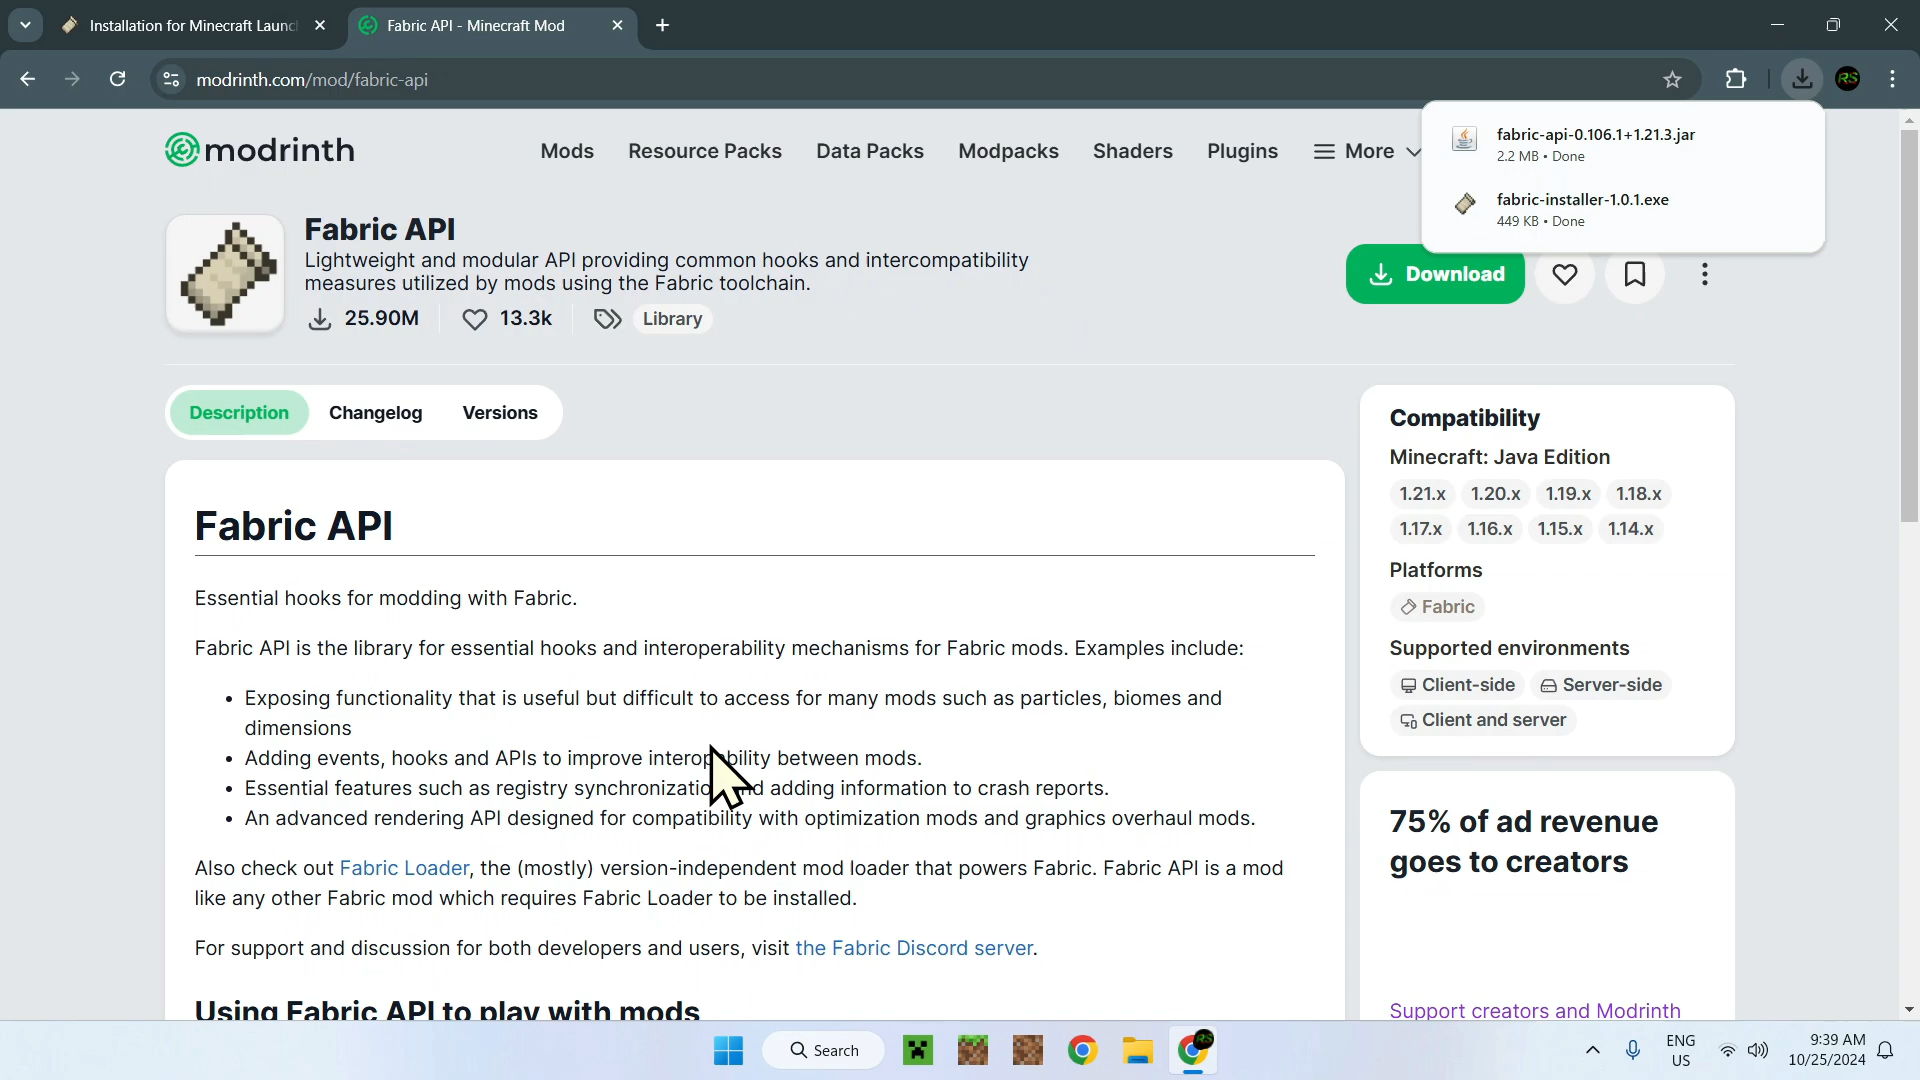 Installation for Minecraft Launc
Fabric API - Minecraft Mod
modrinth.com/mod/fabric-api
RS
fabric-api-0.106.1+1.21.3.jar
2.2 MB • Done
fabric-installer-1.0.1.exe
449 KB • Done
modrinth
Mods Resource Packs Data Packs Modpacks Shaders Plugins More
Fabric API
Lightweight and modular API providing common hooks and intercompatibility
measures utilized by mods using the Fabric toolchain.
25.90M 13.3k Library
Download
Description Changelog Versions
Fabric API
Essential hooks for modding with Fabric.
Fabric API is the library for essential hooks and interoperability mechanisms for Fabric mods. Examples include:
• Exposing functionality that is useful but difficult to access for many mods such as particles, biomes and
dimensions
• Adding events, hooks and APIs to improve interoperability between mods.
• Essential features such as registry synchronization and adding information to crash reports.
• An advanced rendering API designed for compatibility with optimization mods and graphics overhaul mods.
Also check out Fabric Loader, the (mostly) version-independent mod loader that powers Fabric. Fabric API is a mod
like any other Fabric mod which requires Fabric Loader to be installed.
For support and discussion for both developers and users, visit the Fabric Discord server.
Using Fabric API to play with mods
Compatibility
Minecraft: Java Edition
1.21.x 1.20.x 1.19.x 1.18.x
1.17.x 1.16.x 1.15.x 1.14.x
Platforms
Fabric
Supported environments
Client-side Server-side
Client and server
75% of ad revenue
goes to creators
Support creators and Modrinth
Search
RS
ENG
US
9:39 AM
10/25/2024